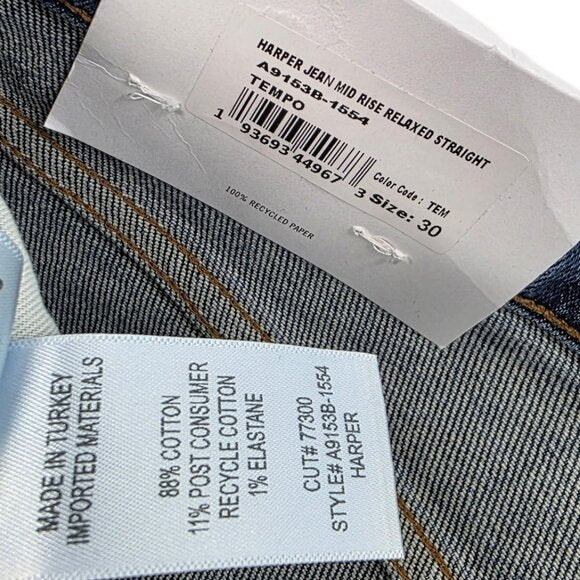 HARPER JEAN MID RISE RELAXED STRAIGHT
A9153B-1554
TEMPO
Color Code : TEM
1 93693 44967 3 Size: 30
100% RECYCLED PAPER
MADE IN TURKEY
IMPORTED MATERIALS
88% COTTON
11% POST CONSUMER
RECYCLE COTTON
1% ELASTANE
CUT# 77300
STYLE# A9153B-1554
HARPER